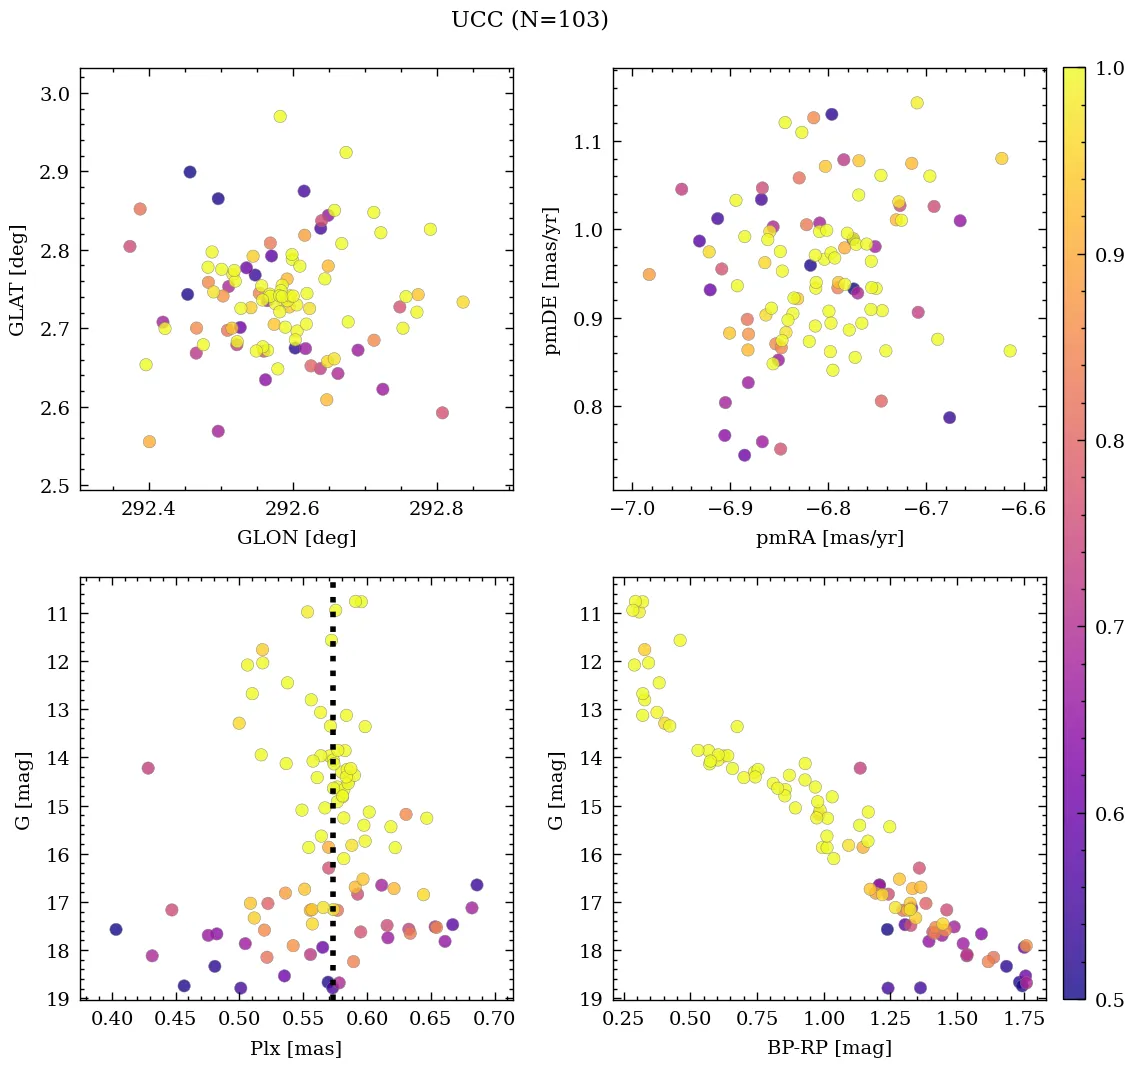 UCC (N=103)
3.0
2.9
2.8
2.7
2.6
2.5
GLAT [deg]
292.4 292.6 292.8
GLON [deg]
1.1
1.0
0.9
0.8
pmDE [mas/yr]
−7.0 −6.9 −6.8 −6.7 −6.6
pmRA [mas/yr]
11
12
13
14
15
16
17
18
19
G [mag]
0.40 0.45 0.50 0.55 0.60 0.65 0.70
Plx [mas]
11
12
13
14
15
16
17
18
19
G [mag]
0.25 0.50 0.75 1.00 1.25 1.50 1.75
BP-RP [mag]
1.0
0.9
0.8
0.7
0.6
0.5